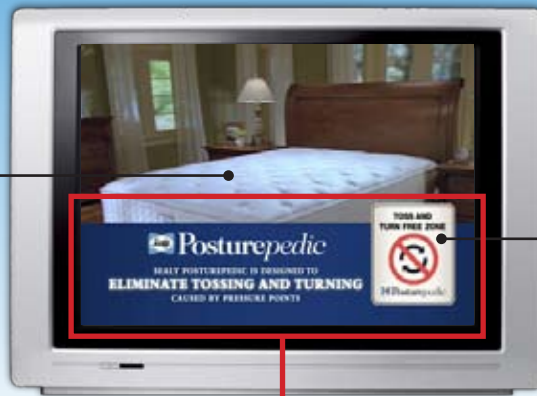 Posturepedic
SEALY POSTUREPEDIC IS DESIGNED TO
ELIMINATE TOSSING AND TURNING
CAUSED BY PRESSURE POINTS
TOSS AND
TURN FREE ZONE
Posturepedic